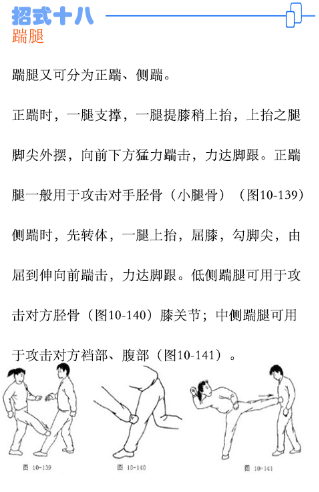 招式十八
踹腿
踹腿又可分为正踹、侧踹。
正踹时，一腿支撑，一腿提膝稍上抬，上抬之腿
脚尖外摆，向前下方猛力踹击，力达脚跟。正踹
腿一般用于攻击对手胫骨（小腿骨）（图10-139）
侧踹时，先转体，一腿上抬，屈膝，勾脚尖，由
屈到伸向前踹击，力达脚跟。低侧踹腿可用于攻
击对方胫骨（图10-140）膝关节；中侧踹腿可用
于攻击对方裆部、腹部（图10-141）。
图 10-139
图 10-140
图 10-141